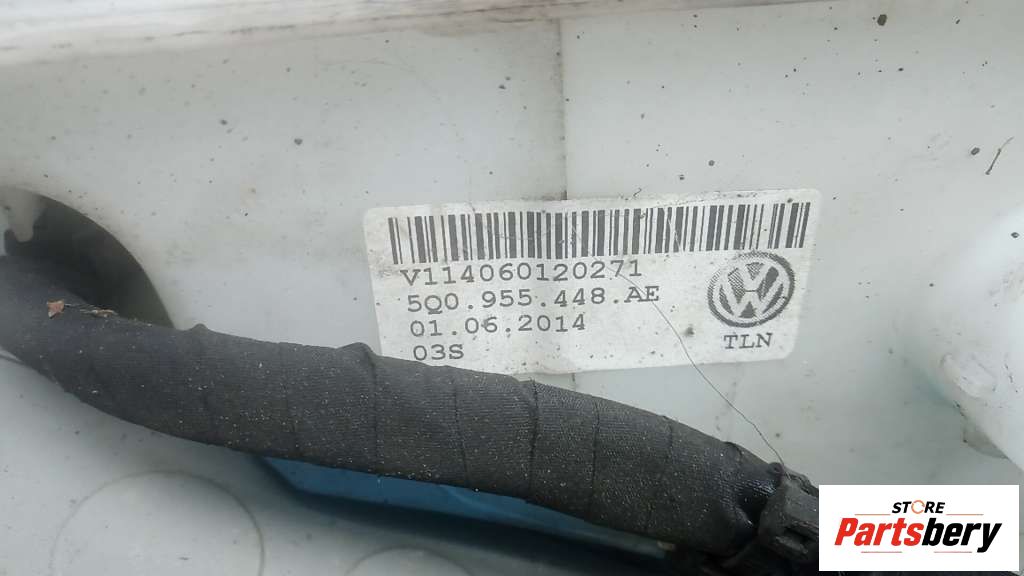 V114060120271
5Q0.955.448.AE
01.06.2014
03S
TLN
STORE
Partsbery